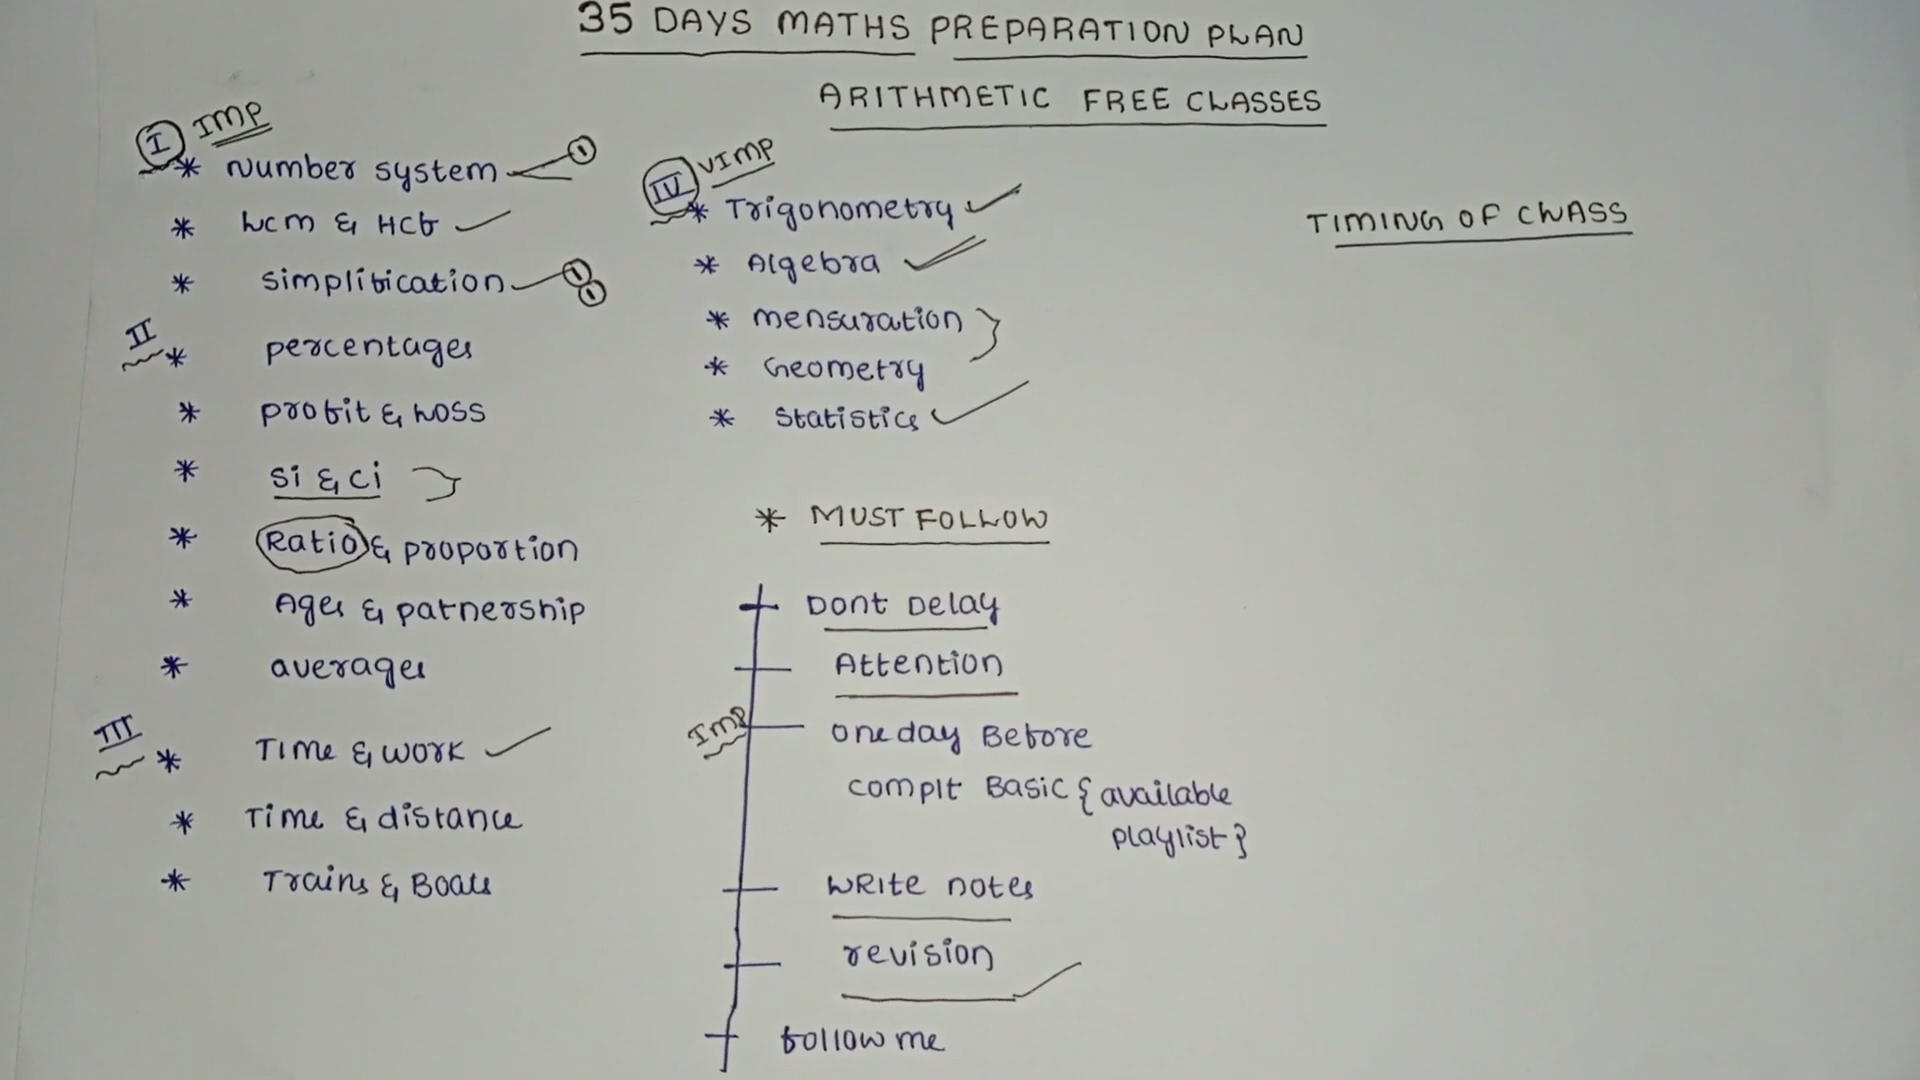 35 DAYS MATHS PREPARATION PLAN
ARITHMETIC FREE CLASSES
I IMP
* Number system ①
* Lcm & HCF
* Simplification ① ①
II
* percentages
* profit & Loss
* Si & Ci
* Ratio & proportion
* Ages & patnership
* averages
III
* Time & work
* Time & distance
* Trains & Boats
IV VIMP
* Trigonometry
* Algebra
* mensuration
* Geometry
* Statistics
* MUST FOLLOW
Dont Delay
Attention
Imp one day Before
complt Basic { available
playlist }
WRite notes
revision
follow me
TIMING OF CLASS